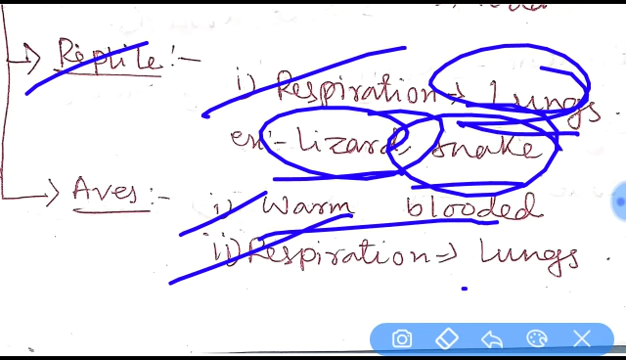 → Reptile :-
i) Respiration → Lungs.
ex:- Lizard, snake
→ Aves :- i) Warm blooded
ii) Respiration ⇒ Lungs.